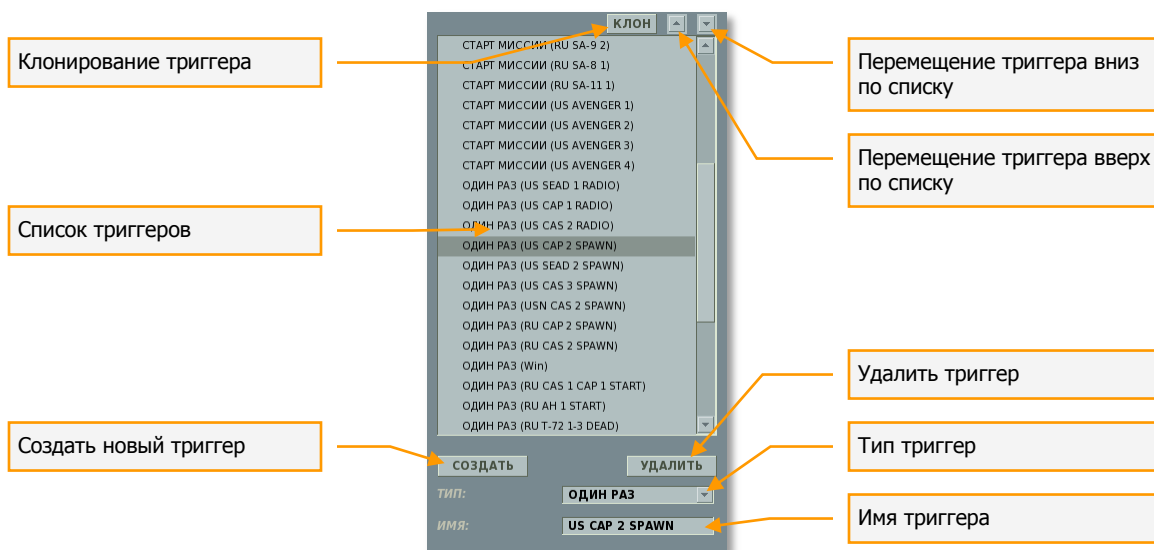 КЛОН
Клонирование триггера
Перемещение триггера вниз
по списку
Перемещение триггера вверх
по списку
СТАРТ МИССИИ (RU SA-9 2)
СТАРТ МИССИИ (RU SA-8 1)
СТАРТ МИССИИ (RU SA-11 1)
СТАРТ МИССИИ (US AVENGER 1)
СТАРТ МИССИИ (US AVENGER 2)
СТАРТ МИССИИ (US AVENGER 3)
СТАРТ МИССИИ (US AVENGER 4)
ОДИН РАЗ (US SEAD 1 RADIO)
ОДИН РАЗ (US CAP 1 RADIO)
Список триггеров
ОДИН РАЗ (US CAS 2 RADIO)
ОДИН РАЗ (US CAP 2 SPAWN)
ОДИН РАЗ (US SEAD 2 SPAWN)
ОДИН РАЗ (US CAS 3 SPAWN)
ОДИН РАЗ (USN CAS 2 SPAWN)
ОДИН РАЗ (RU CAP 2 SPAWN)
ОДИН РАЗ (RU CAS 2 SPAWN)
ОДИН РАЗ (Win)
ОДИН РАЗ (RU CAS 1 CAP 1 START)
ОДИН РАЗ (RU AH 1 START)
ОДИН РАЗ (RU T-72 1-3 DEAD)
Удалить триггер
Создать новый триггер
Тип триггер
СОЗДАТЬ
УДАЛИТЬ
ТИП:
ОДИН РАЗ
ИМЯ:
US CAP 2 SPAWN
Имя триггера